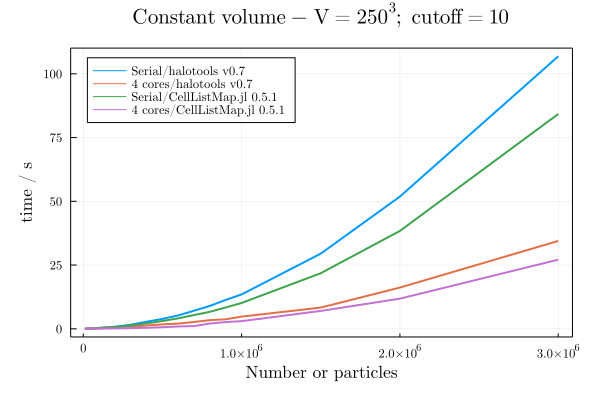 Constant volume − V = 250³; cutoff = 10
Serial/halotools v0.7
4 cores/halotools v0.7
Serial/CellListMap.jl 0.5.1
4 cores/CellListMap.jl 0.5.1
time / s
100
75
50
25
0
0
1.0×10⁶
2.0×10⁶
3.0×10⁶
Number or particles